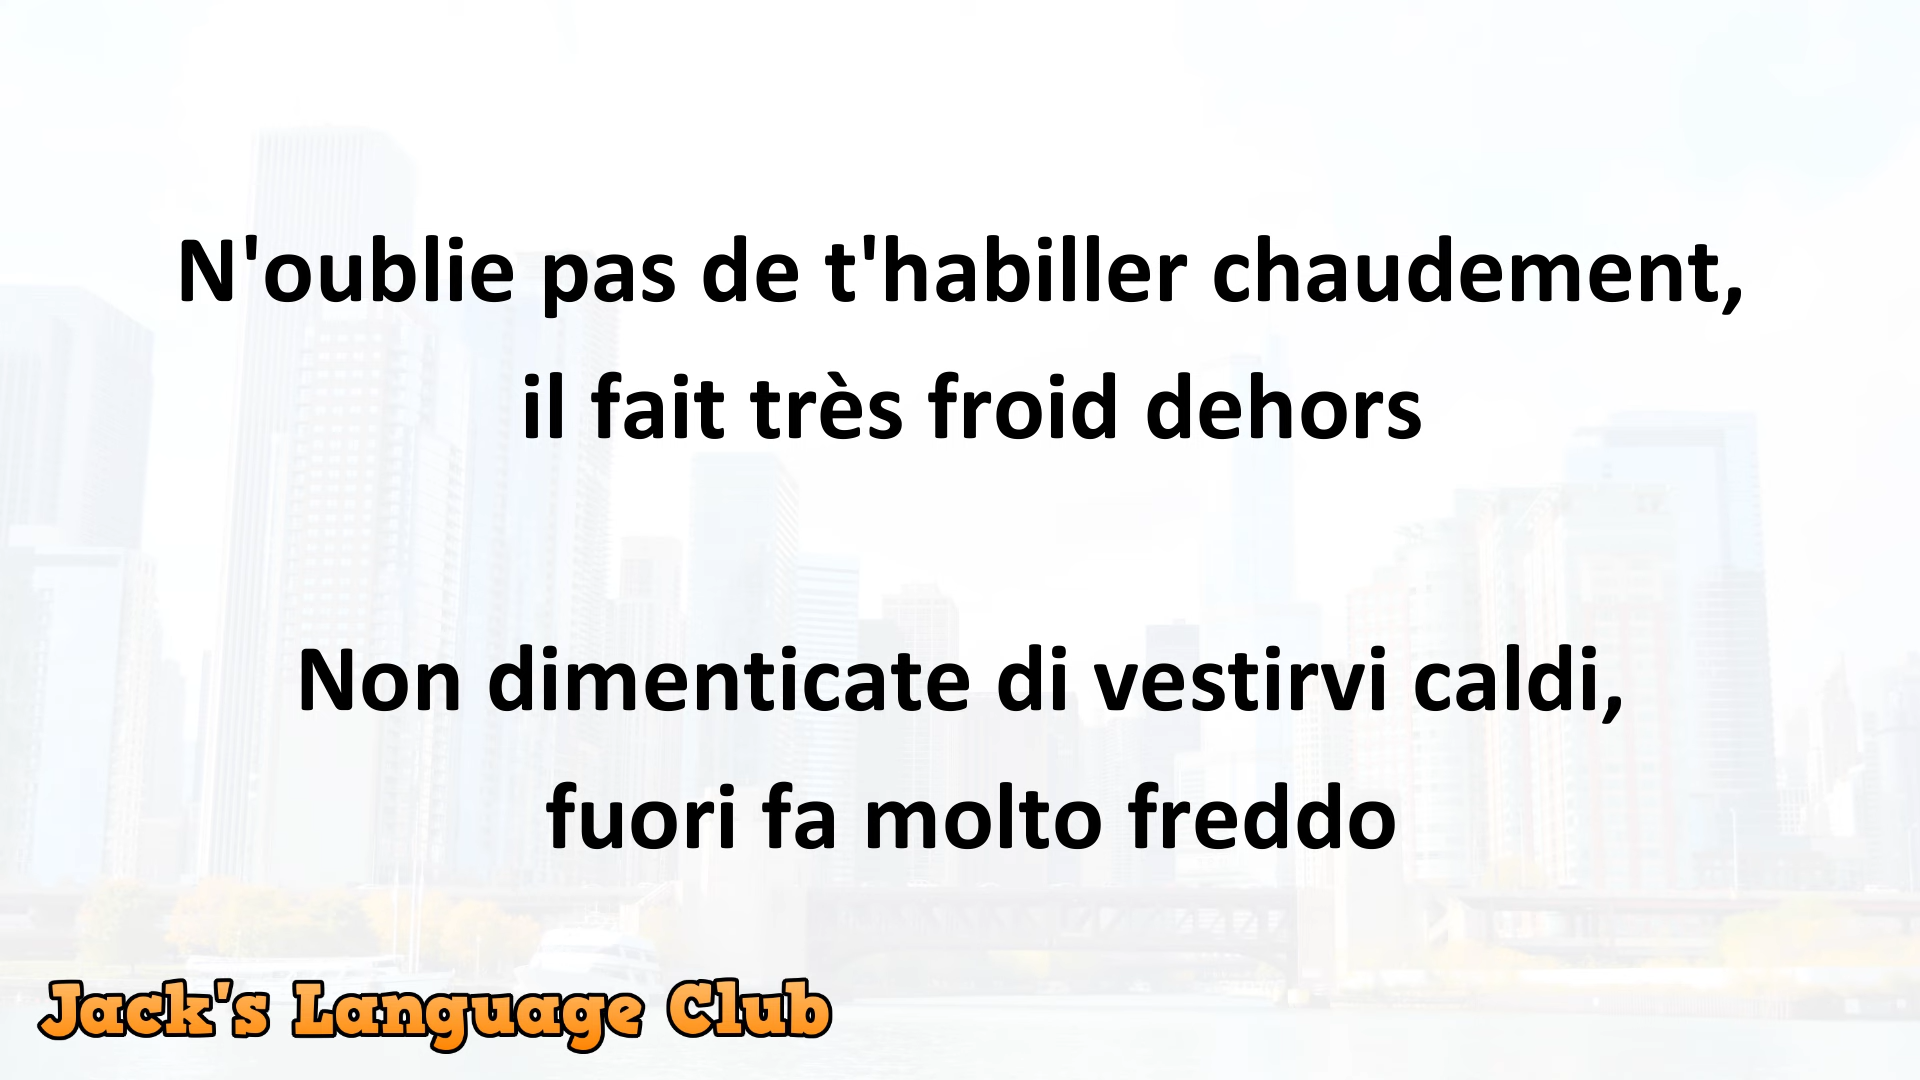 N'oublie pas de t'habiller chaudement,
il fait très froid dehors
Non dimenticate di vestirvi caldi,
fuori fa molto freddo
Jack's Language Club